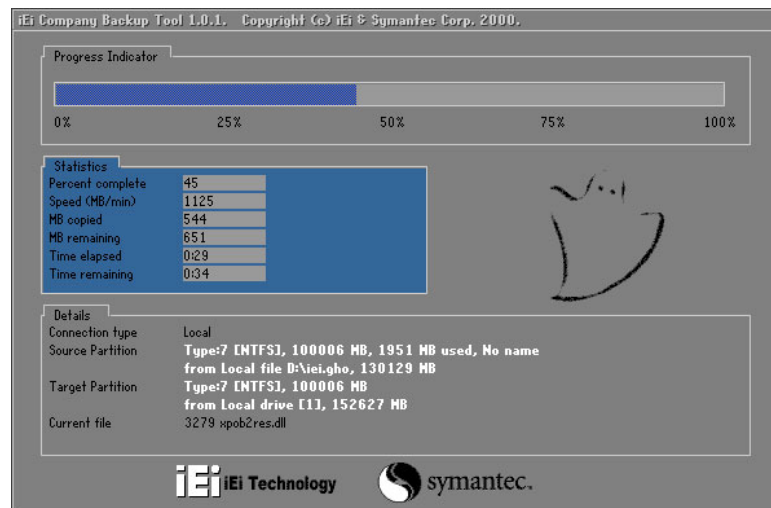 iEi Company Backup Tool 1.0.1. Copyright (c) iEi & Symantec Corp. 2000.
Progress Indicator
0% 25% 50% 75% 100%
Statistics
Percent complete 45
Speed (MB/min) 1125
MB copied 544
MB remaining 651
Time elapsed 0:29
Time remaining 0:34
Details
Connection type Local
Source Partition Type:7 [NTFS], 100006 MB, 1951 MB used, No name
from Local file D:\iei.gho, 130129 MB
Target Partition Type:7 [NTFS], 100006 MB
from Local drive [1], 152627 MB
Current file 3279 xpob2res.dll
iEi iEi Technology symantec.